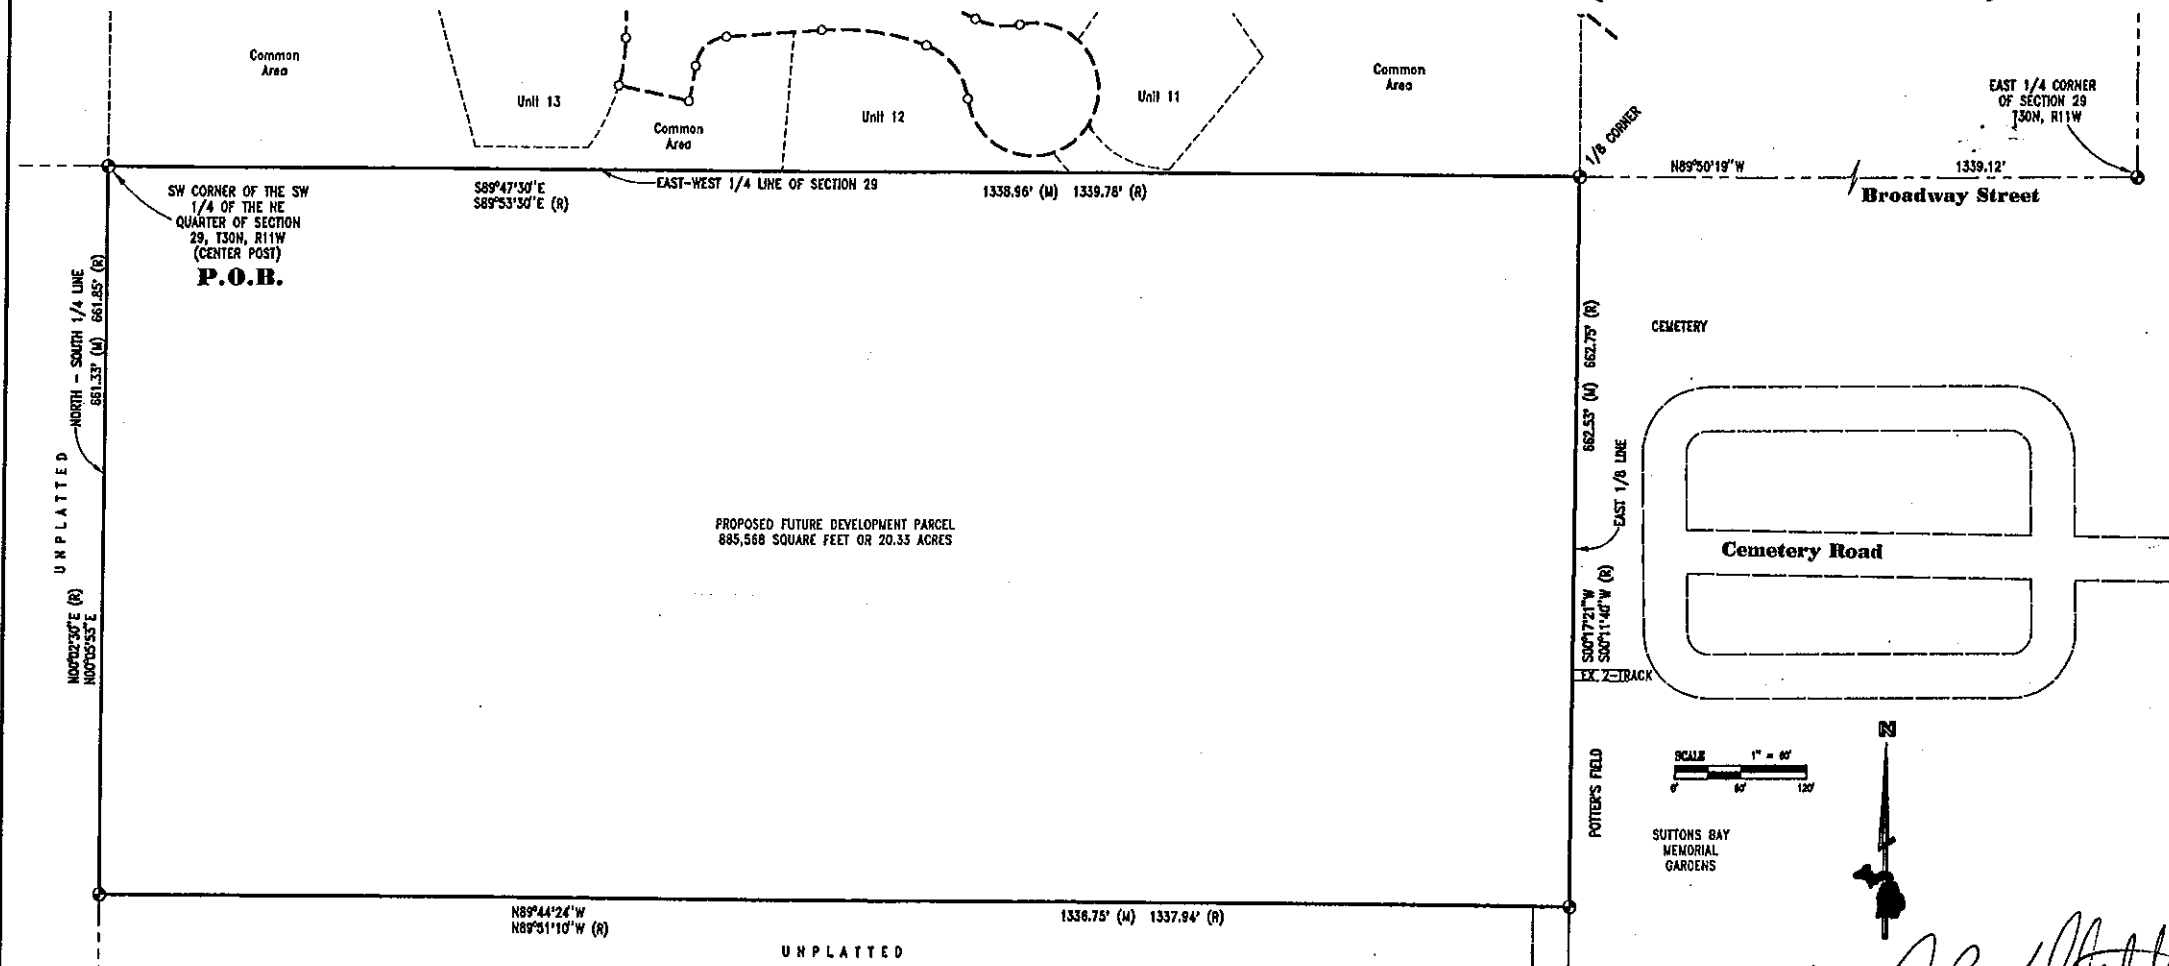 Common
Area
Unit 13
Common
Area
Unit 12
Unit 11
Common
Area
1/8 CORNER
EAST 1/4 CORNER
OF SECTION 29
T30N, R11W
SW CORNER OF THE SW
1/4 OF THE NE
QUARTER OF SECTION
29, T30N, R11W
(CENTER POST)
P.O.B.
S89°47'30"E
S89°53'30"E (R)
EAST-WEST 1/4 LINE OF SECTION 29
1338.96' (M) 1339.78' (R)
N89°50'19"W
1339.12'
Broadway Street
NORTH - SOUTH 1/4 LINE
661.33' (M) 661.85' (R)
UNPLATTED
N00°02'30"E (R)
N00°05'53"E
PROPOSED FUTURE DEVELOPMENT PARCEL
885,568 SQUARE FEET OR 20.33 ACRES
662.53' (M) 662.75' (R)
EAST 1/8 LINE
S00°17'21"W
S00°11'40"W (R)
EX. 2-TRACK
CEMETERY
Cemetery Road
POTTER'S FIELD
SCALE 1" = 60'
0' 60' 120'
N
SUTTONS BAY
MEMORIAL
GARDENS
N89°44'24"W
N89°51'10"W (R)
1336.75' (M) 1337.94' (R)
UNPLATTED